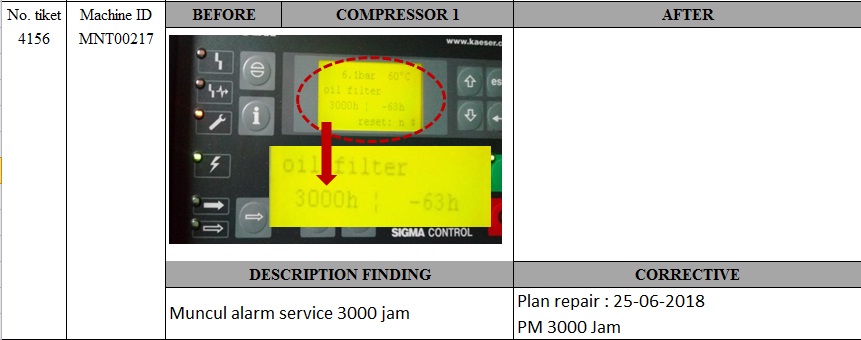 No. tiket
Machine ID
BEFORE
COMPRESSOR 1
AFTER
4156
MNT00217
www.kaeser.c
6.1bar 60°C
oil filter
3000h ¦ -63h
reset: n
es
oil filter
3000h ¦ -63h
SIGMA CONTROL
DESCRIPTION FINDING
CORRECTIVE
Muncul alarm service 3000 jam
Plan repair : 25-06-2018
PM 3000 Jam